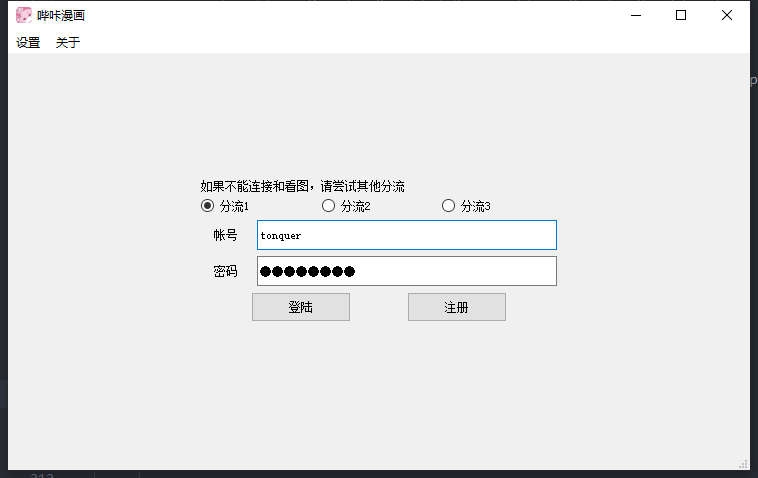 哔咔漫画
设置 关于
如果不能连接和看图，请尝试其他分流
分流1 分流2 分流3
帐号 tonquer
密码
登陆 注册